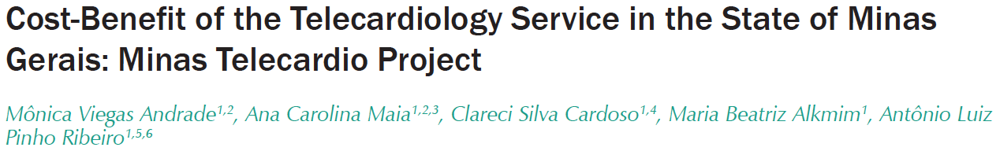 Cost-Benefit of the Telecardiology Service in the State of Minas
Gerais: Minas Telecardio Project
Mônica Viegas Andrade1,2, Ana Carolina Maia1,2,3, Clareci Silva Cardoso1,4, Maria Beatriz Alkmim1, Antônio Luiz
Pinho Ribeiro1,5,6